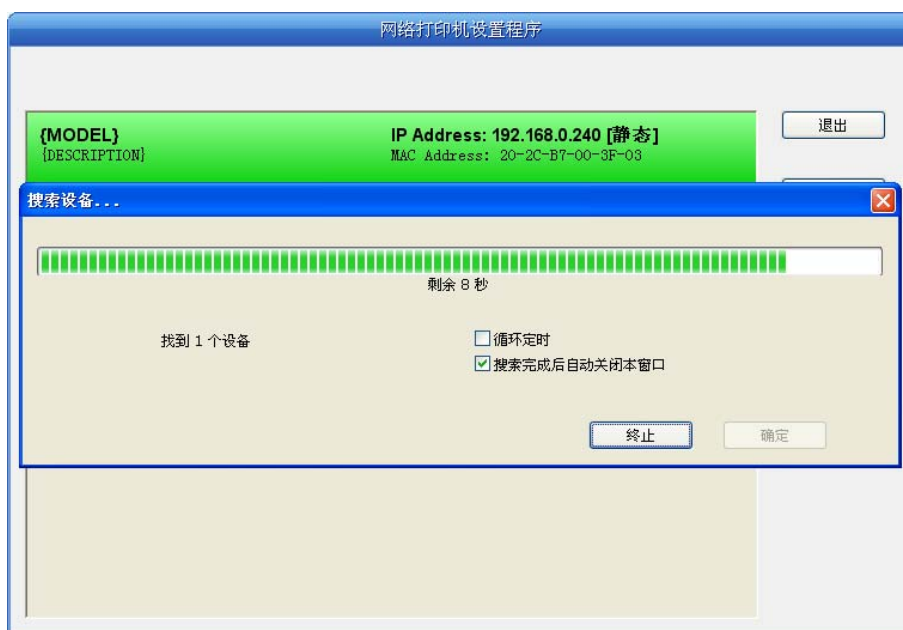 网络打印机设置程序
{MODEL}
IP Address: 192.168.0.240 [静态]
退出
{DESCRIPTION}
MAC Address: 20-2C-B7-00-3F-03
搜索设备...
剩余 8 秒
找到 1 个设备
循环定时
搜索完成后自动关闭本窗口
终止
确定